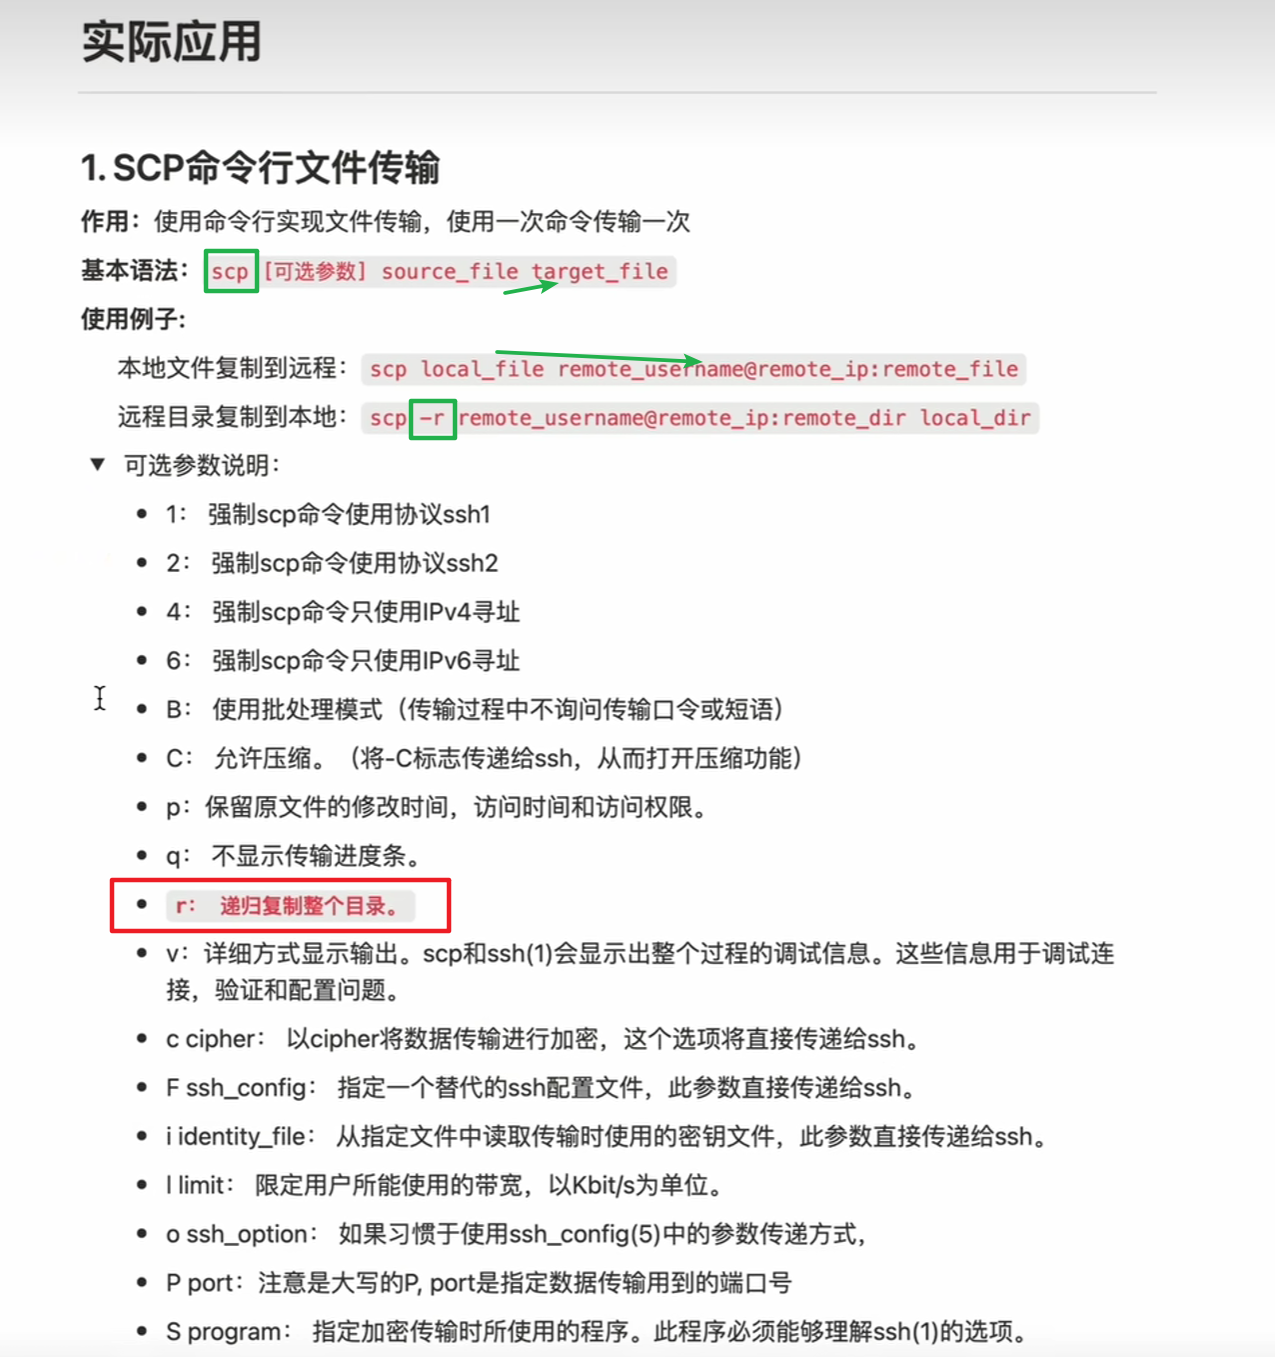 实际应用
1. SCP命令行文件传输
作用：使用命令行实现文件传输，使用一次命令传输一次
基本语法： scp [可选参数] source_file target_file
使用例子：
本地文件复制到远程： scp local_file remote_username@remote_ip:remote_file
远程目录复制到本地： scp -r remote_username@remote_ip:remote_dir local_dir
▼ 可选参数说明：
• 1： 强制scp命令使用协议ssh1
• 2： 强制scp命令使用协议ssh2
• 4： 强制scp命令只使用IPv4寻址
• 6： 强制scp命令只使用IPv6寻址
• B： 使用批处理模式（传输过程中不询问传输口令或短语）
• C： 允许压缩。（将-C标志传递给ssh，从而打开压缩功能）
• p：保留原文件的修改时间，访问时间和访问权限。
• q： 不显示传输进度条。
• r： 递归复制整个目录。
• v：详细方式显示输出。scp和ssh(1)会显示出整个过程的调试信息。这些信息用于调试连
接，验证和配置问题。
• c cipher： 以cipher将数据传输进行加密，这个选项将直接传递给ssh。
• F ssh_config： 指定一个替代的ssh配置文件，此参数直接传递给ssh。
• i identity_file： 从指定文件中读取传输时使用的密钥文件，此参数直接传递给ssh。
• l limit： 限定用户所能使用的带宽，以Kbit/s为单位。
• o ssh_option： 如果习惯于使用ssh_config(5)中的参数传递方式，
• P port：注意是大写的P, port是指定数据传输用到的端口号
• S program： 指定加密传输时所使用的程序。此程序必须能够理解ssh(1)的选项。